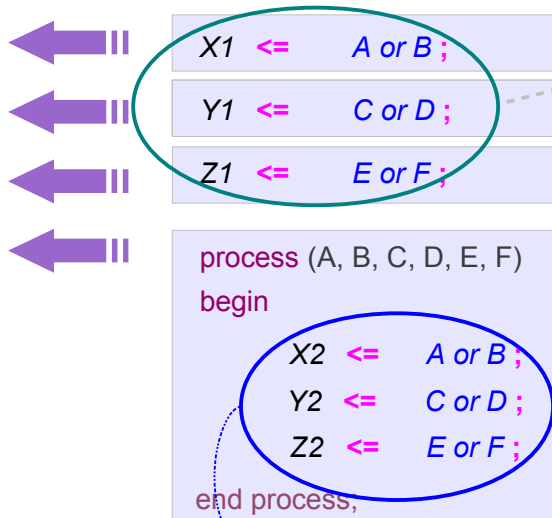 X1 <= A or B ;
Y1 <= C or D ;
Z1 <= E or F ;
process (A, B, C, D, E, F)
begin
X2 <= A or B ;
Y2 <= C or D ;
Z2 <= E or F ;
end process;